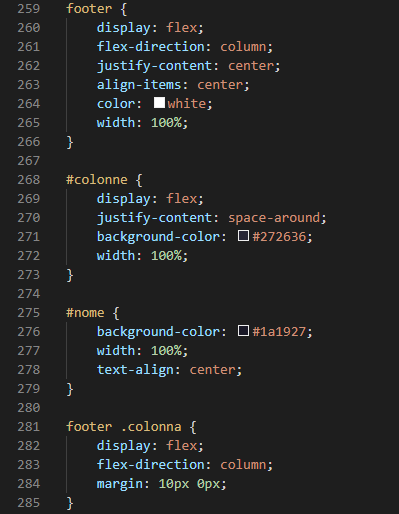 259 footer {
260     display: flex;
261     flex-direction: column;
262     justify-content: center;
263     align-items: center;
264     color: white;
265     width: 100%;
266 }
267
268 #colonne {
269     display: flex;
270     justify-content: space-around;
271     background-color: #272636;
272     width: 100%;
273 }
274
275 #nome {
276     background-color: #1a1927;
277     width: 100%;
278     text-align: center;
279 }
280
281 footer .colonna {
282     display: flex;
283     flex-direction: column;
284     margin: 10px 0px;
285 }